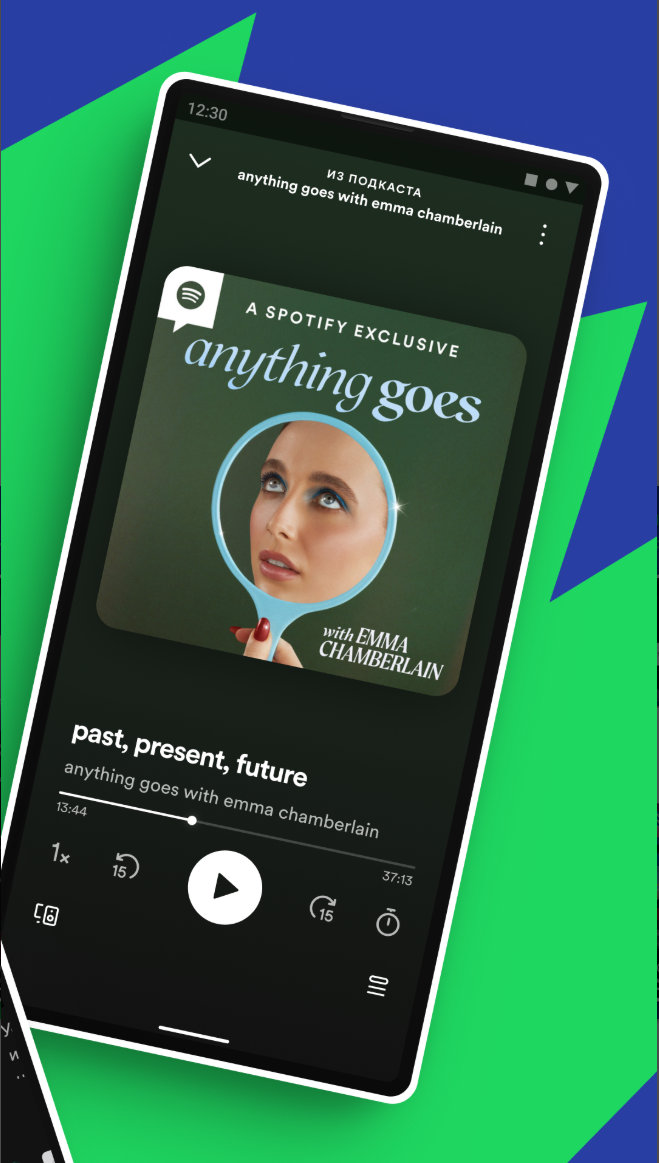 12:30
ИЗ ПОДКАСТА
anything goes with emma chamberlain
A SPOTIFY EXCLUSIVE
anything goes
with EMMA
CHAMBERLAIN
past, present, future
anything goes with emma chamberlain
13:44
37:13
1x
15
15
и
..